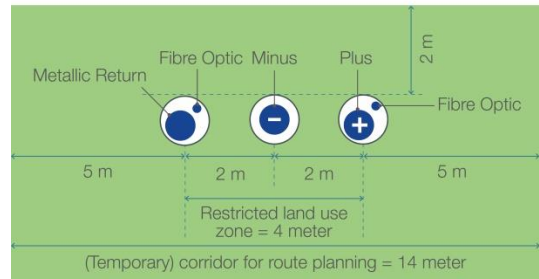 Metallic Return
Fibre Optic
Minus
Plus
2 m
Fibre Optic
−
+
5 m
2 m
2 m
5 m
Restricted land use
zone = 4 meter
(Temporary) corridor for route planning = 14 meter